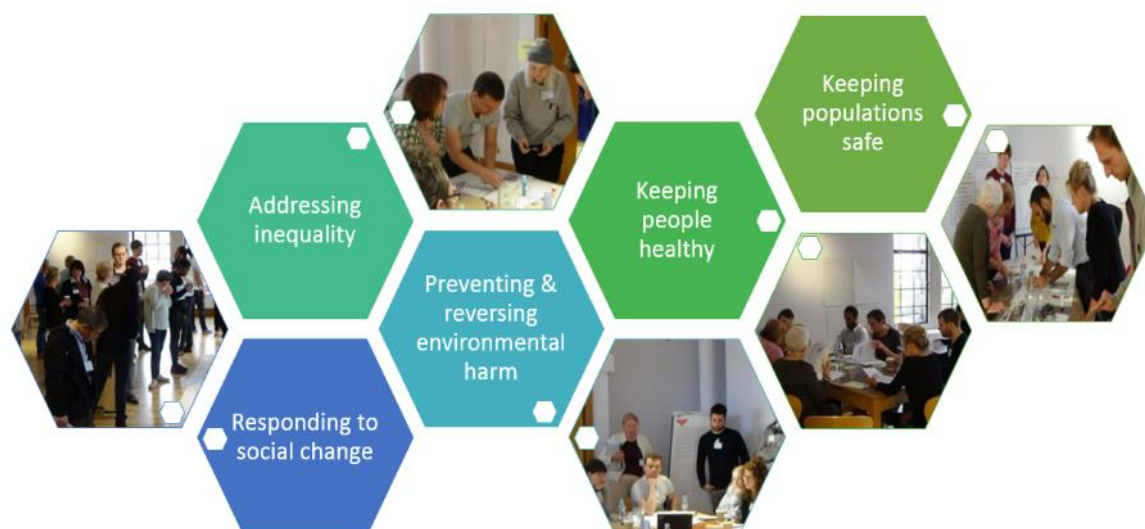 Keeping
populations
safe
Addressing
inequality
Keeping
people
healthy
Preventing &
reversing
environmental
harm
Responding to
social change